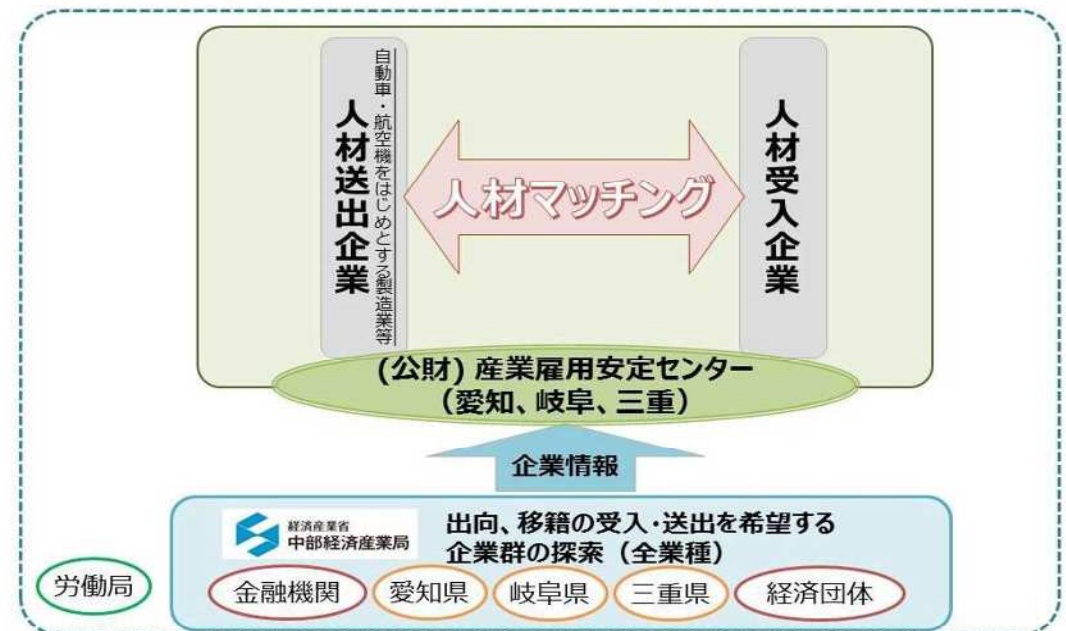 人材送出企業
自動車・航空機をはじめとする製造業等
人材マッチング
人材受入企業
(公財) 産業雇用安定センター
（愛知、岐阜、三重）
企業情報
経済産業省
中部経済産業局
出向、移籍の受入・送出を希望する
企業群の探索（全業種）
労働局
金融機関
愛知県
岐阜県
三重県
経済団体